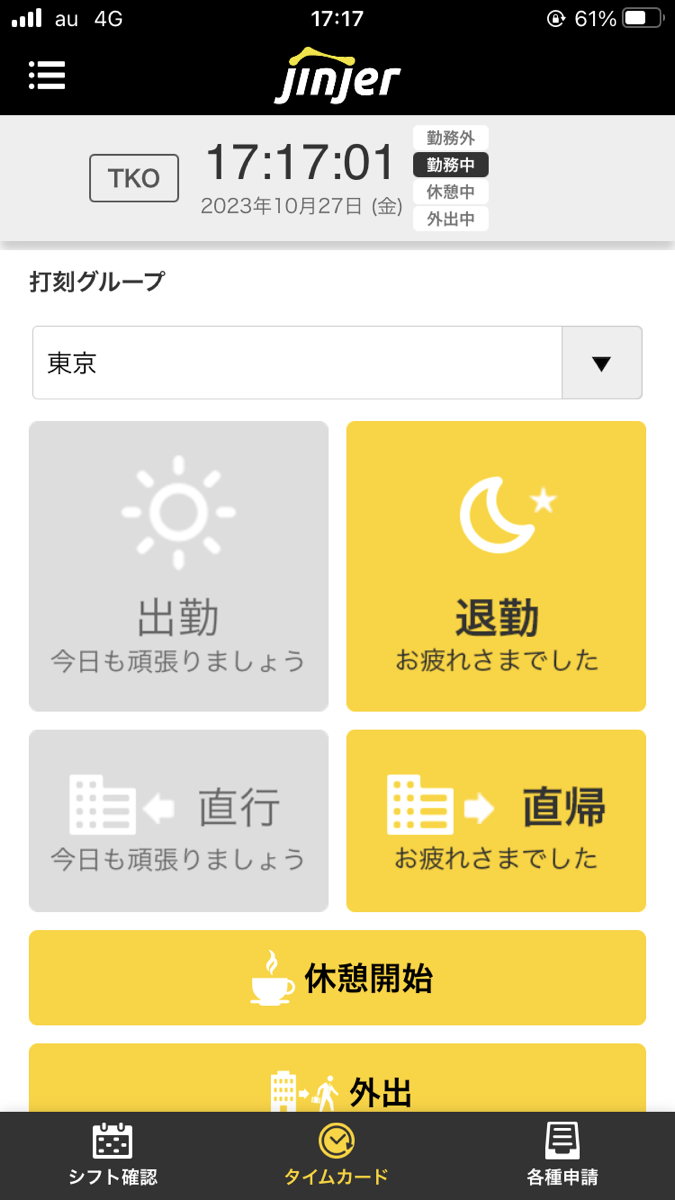 au 4G 17:17 61%
jinjer
TKO
17:17:01
2023年10月27日 (金)
勤務外
勤務中
休憩中
外出中
打刻グループ
東京
出勤
今日も頑張りましょう
退勤
お疲れさまでした
直行
今日も頑張りましょう
直帰
お疲れさまでした
休憩開始
外出
シフト確認
タイムカード
各種申請